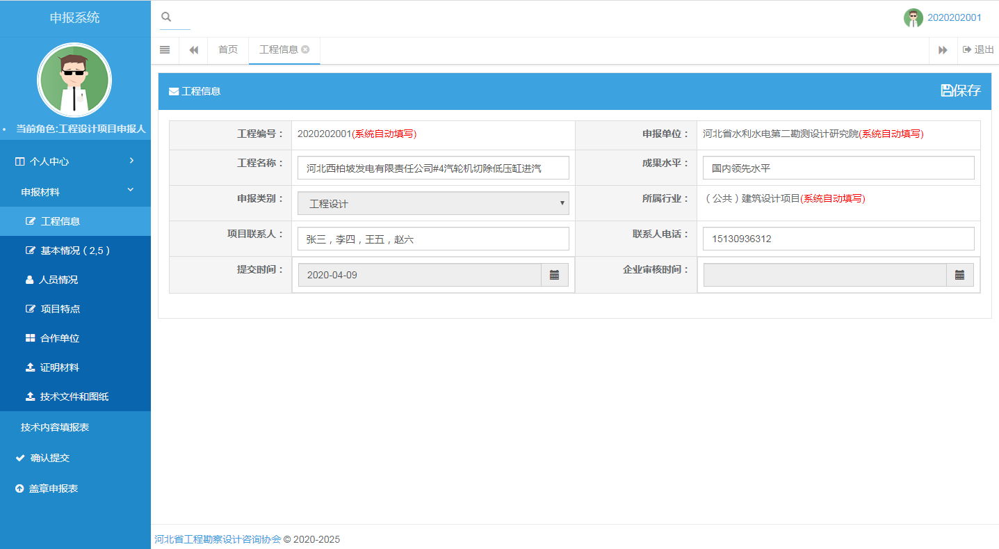 申报系统
2020202001
首页
工程信息
退出
当前角色:工程设计项目申报人
个人中心
申报材料
工程信息
基本情况（2,5）
人员情况
项目特点
合作单位
证明材料
技术文件和图纸
技术内容填报表
确认提交
盖章申报表
工程信息
保存
工程编号：
2020202001(系统自动填写)
申报单位：
河北省水利水电第二勘测设计研究院(系统自动填写)
工程名称：
河北西柏坡发电有限责任公司#4汽轮机切除低压缸进汽
成果水平：
国内领先水平
申报类别：
工程设计
所属行业：
（公共）建筑设计项目(系统自动填写)
项目联系人：
张三，李四，王五，赵六
联系人电话：
15130936312
提交时间：
2020-04-09
企业审核时间：
河北省工程勘察设计咨询协会 © 2020-2025